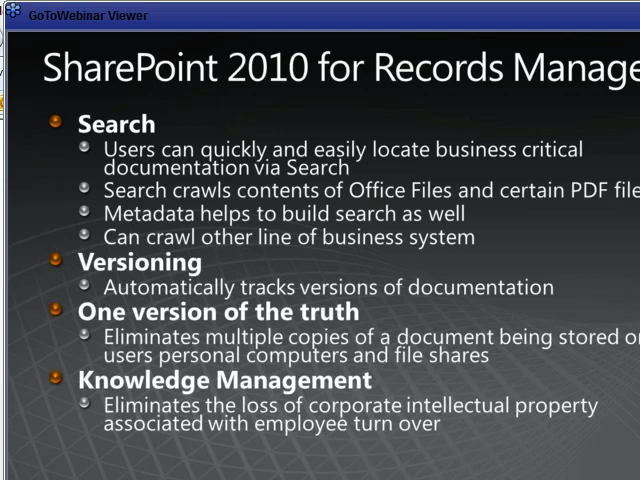 GoToWebinar Viewer
SharePoint 2010 for Records Manage
Search
Users can quickly and easily locate business critical
documentation via Search
Search crawls contents of Office Files and certain PDF file
Metadata helps to build search as well
Can crawl other line of business system
Versioning
Automatically tracks versions of documentation
One version of the truth
Eliminates multiple copies of a document being stored on
users personal computers and file shares
Knowledge Management
Eliminates the loss of corporate intellectual property
associated with employee turn over